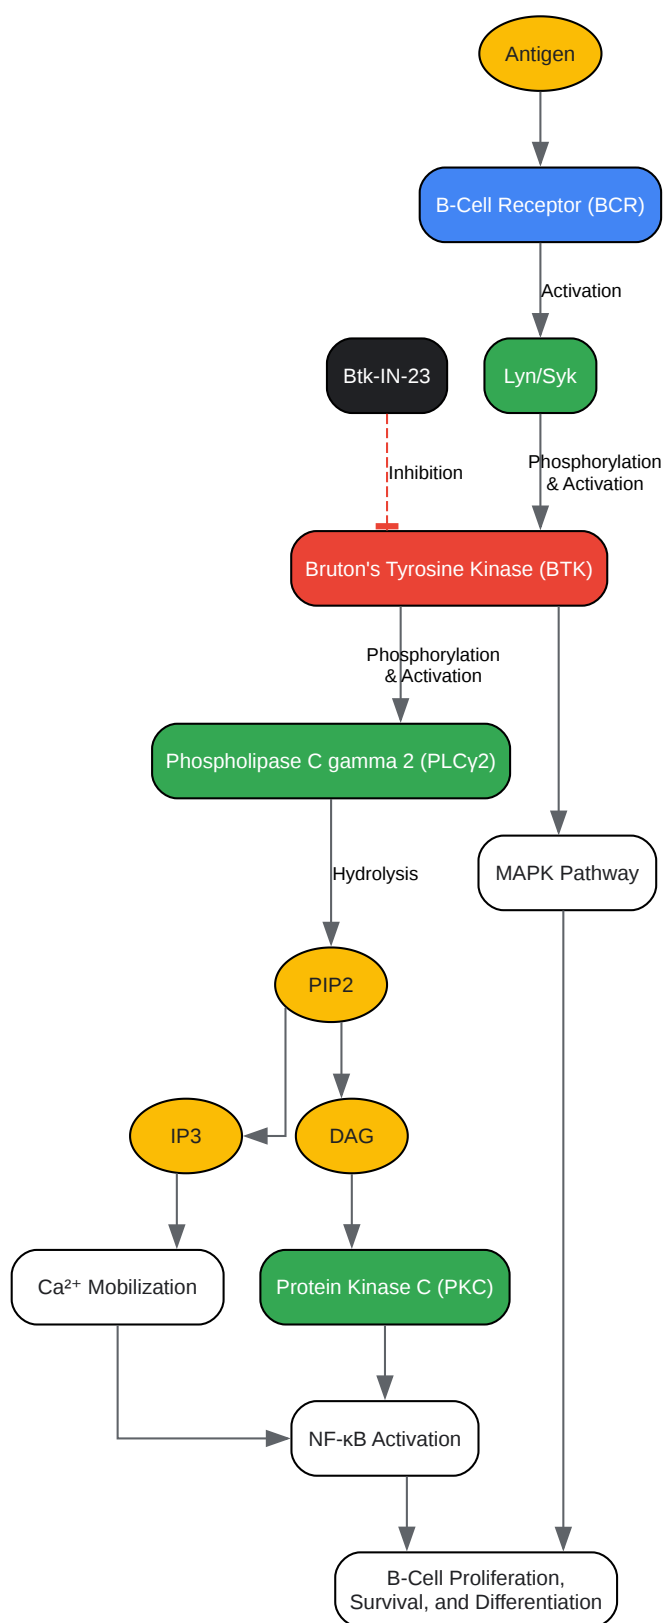 Antigen
B-Cell Receptor (BCR)
Activation
Btk-IN-23
Lyn/Syk
Inhibition
Phosphorylation
& Activation
Bruton's Tyrosine Kinase (BTK)
Phosphorylation
& Activation
Phospholipase C gamma 2 (PLCγ2)
Hydrolysis
MAPK Pathway
PIP2
IP3
DAG
Ca²⁺ Mobilization
Protein Kinase C (PKC)
NF-κB Activation
B-Cell Proliferation,
Survival, and Differentiation